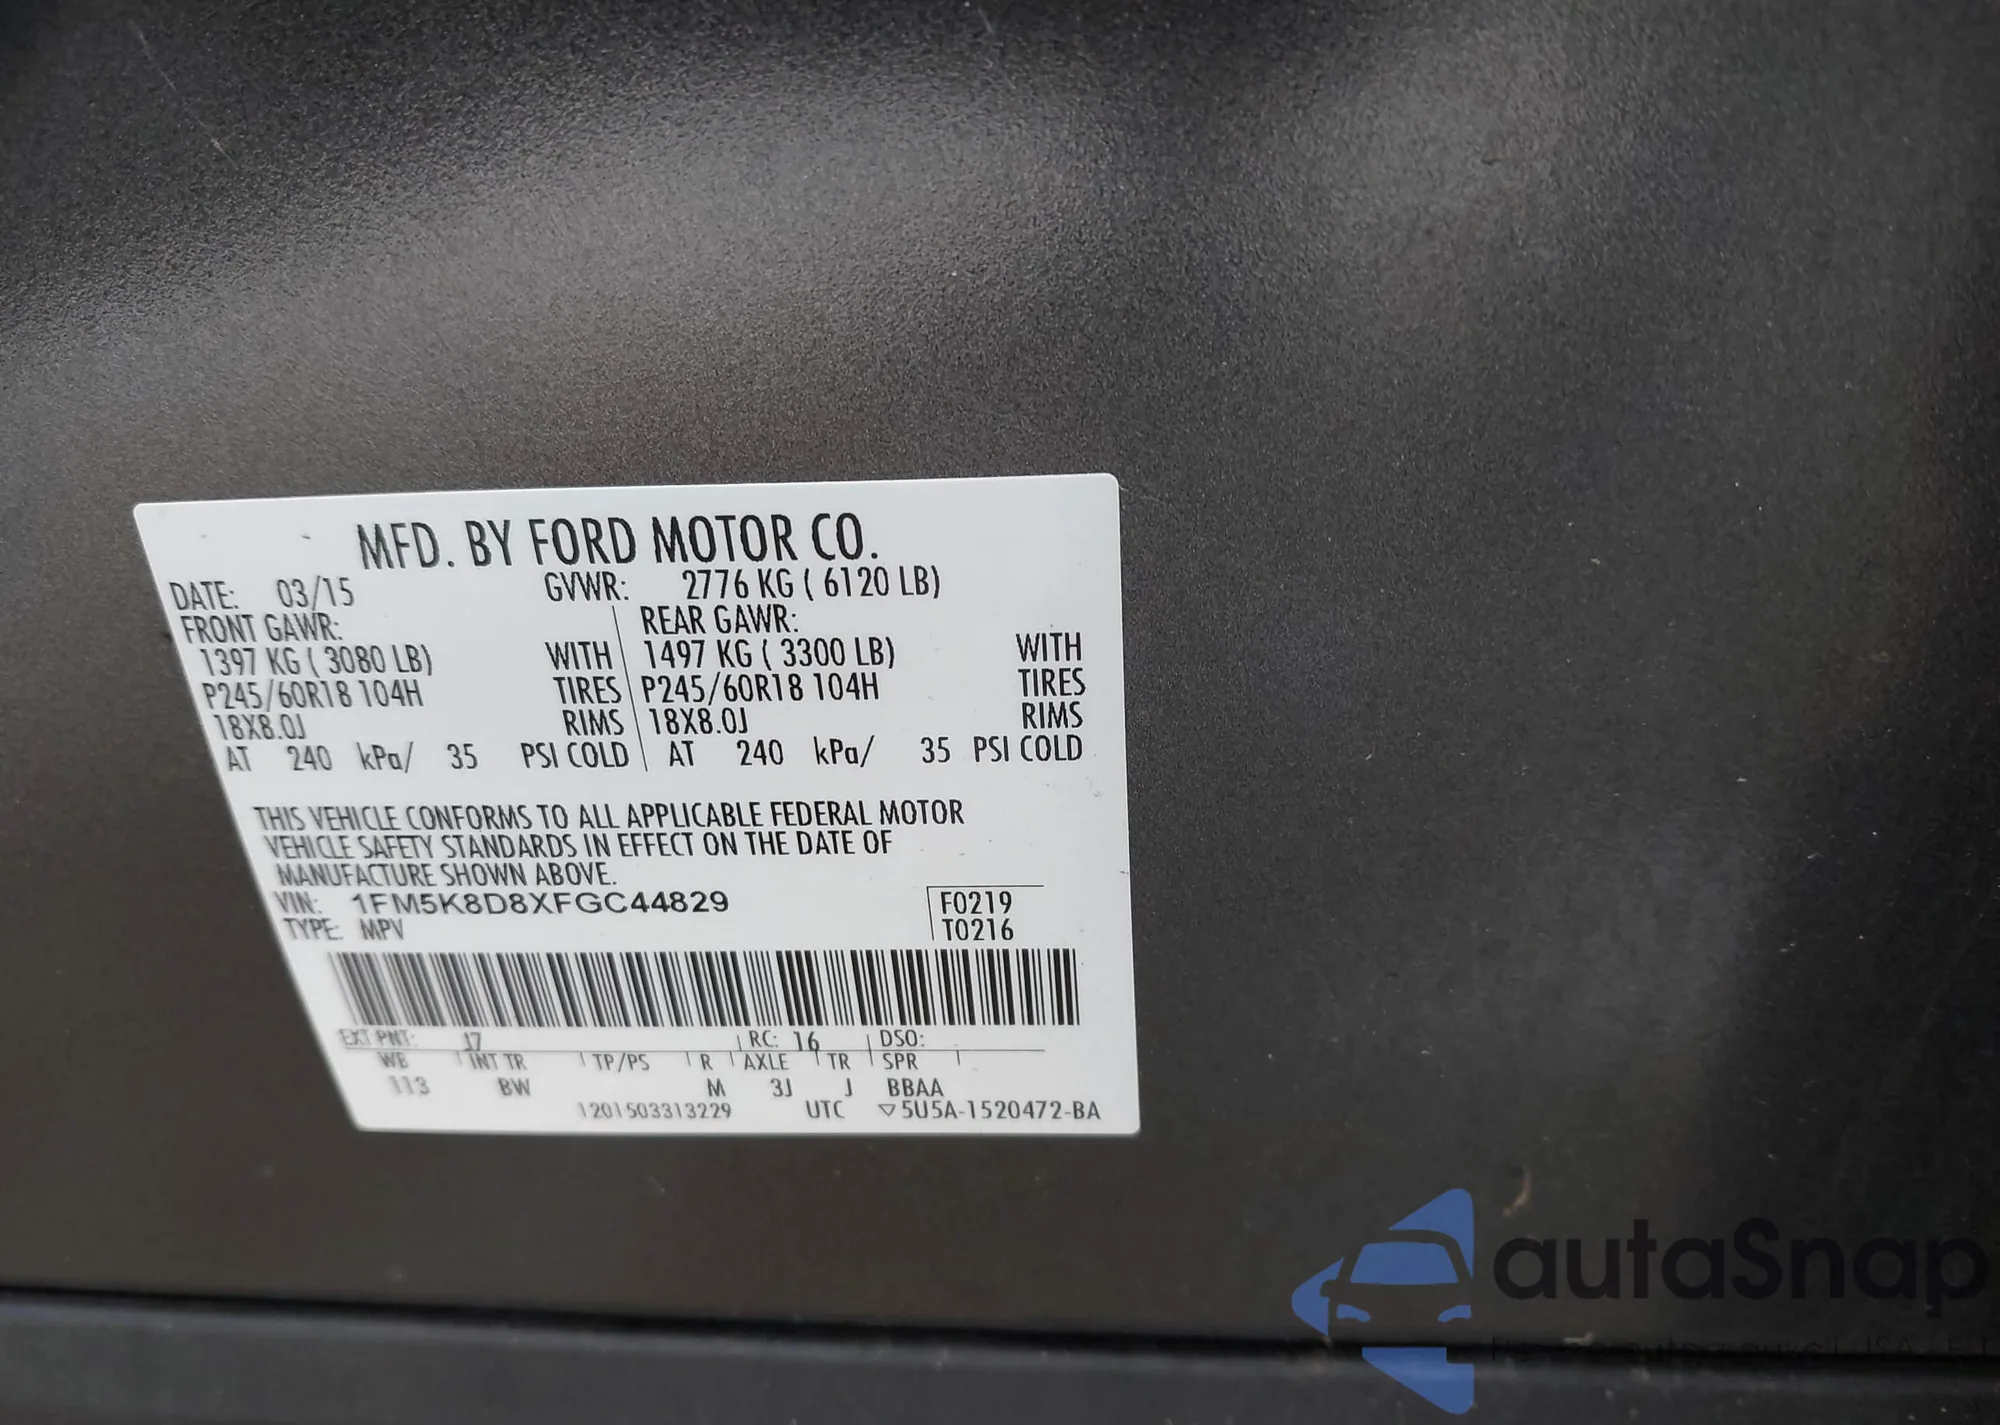 MFD. BY FORD MOTOR CO.
DATE: 03/15 GVWR: 2776 KG ( 6120 LB)
FRONT GAWR: REAR GAWR:
1397 KG ( 3080 LB) WITH 1497 KG ( 3300 LB) WITH
P245/60R18 104H TIRES P245/60R18 104H TIRES
18X8.0J RIMS 18X8.0J RIMS
AT 240 kPa/ 35 PSI COLD AT 240 kPa/ 35 PSI COLD
THIS VEHICLE CONFORMS TO ALL APPLICABLE FEDERAL MOTOR
VEHICLE SAFETY STANDARDS IN EFFECT ON THE DATE OF
MANUFACTURE SHOWN ABOVE.
VIN: 1FM5K8D8XFGC44829 F0219
TYPE: MPV T0216
EXT PNT: J7 RC: 16 DSO:
WB INT TR TP/PS R AXLE TR SPR
113 BW M 3J J BBAA
1201503313229 UTC ▽5U5A-1520472-BA
autaSnap